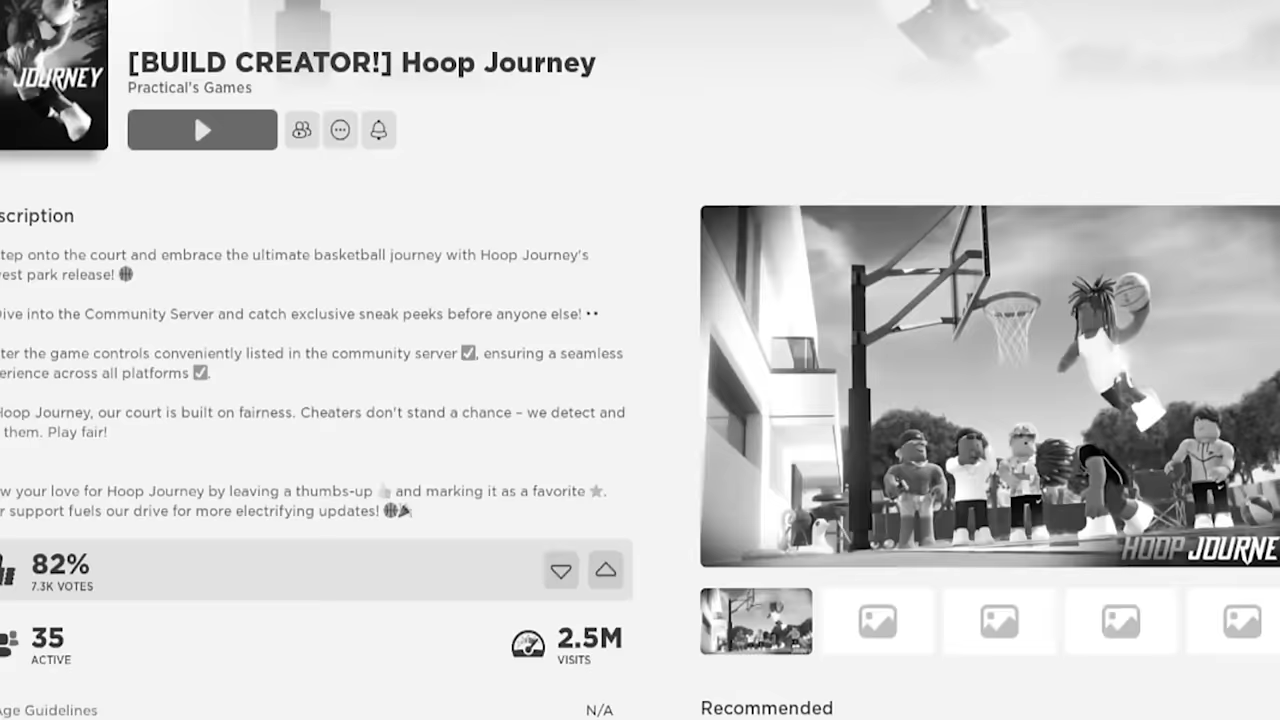 JOURNEY
[BUILD CREATOR!] Hoop Journey
Practical's Games
scription
tep onto the court and embrace the ultimate basketball journey with Hoop Journey's
est park release!
ive into the Community Server and catch exclusive sneak peeks before anyone else!
ter the game controls conveniently listed in the community server ☑, ensuring a seamless
erience across all platforms ☑.
Hoop Journey, our court is built on fairness. Cheaters don't stand a chance – we detect and
them. Play fair!
w your love for Hoop Journey by leaving a thumbs-up 👍 and marking it as a favorite ⭐.
r support fuels our drive for more electrifying updates!
82%
7.3K VOTES
35
ACTIVE
2.5M
VISITS
Age Guidelines
N/A
HOOP JOURNE
Recommended